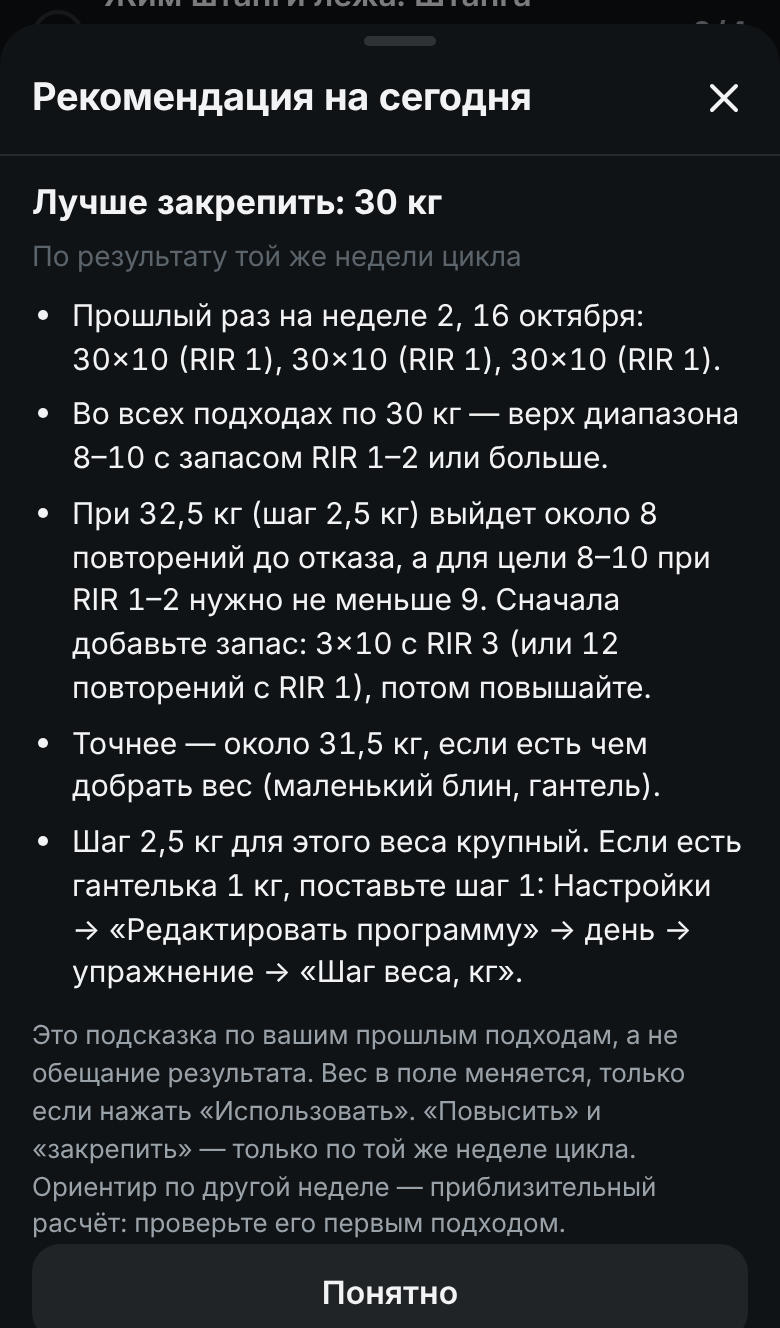 Жим штанги лежа: Штанга
Рекомендация на сегодня
Лучше закрепить: 30 кг
По результату той же недели цикла
• Прошлый раз на неделе 2, 16 октября:
30×10 (RIR 1), 30×10 (RIR 1), 30×10 (RIR 1).
• Во всех подходах по 30 кг — верх диапазона
8–10 с запасом RIR 1–2 или больше.
• При 32,5 кг (шаг 2,5 кг) выйдет около 8
повторений до отказа, а для цели 8–10 при
RIR 1–2 нужно не меньше 9. Сначала
добавьте запас: 3×10 с RIR 3 (или 12
повторений с RIR 1), потом повышайте.
• Точнее — около 31,5 кг, если есть чем
добрать вес (маленький блин, гантель).
• Шаг 2,5 кг для этого веса крупный. Если есть
гантелька 1 кг, поставьте шаг 1: Настройки
→ «Редактировать программу» → день →
упражнение → «Шаг веса, кг».
Это подсказка по вашим прошлым подходам, а не
обещание результата. Вес в поле меняется, только
если нажать «Использовать». «Повысить» и
«закрепить» — только по той же неделе цикла.
Ориентир по другой неделе — приблизительный
расчёт: проверьте его первым подходом.
Понятно